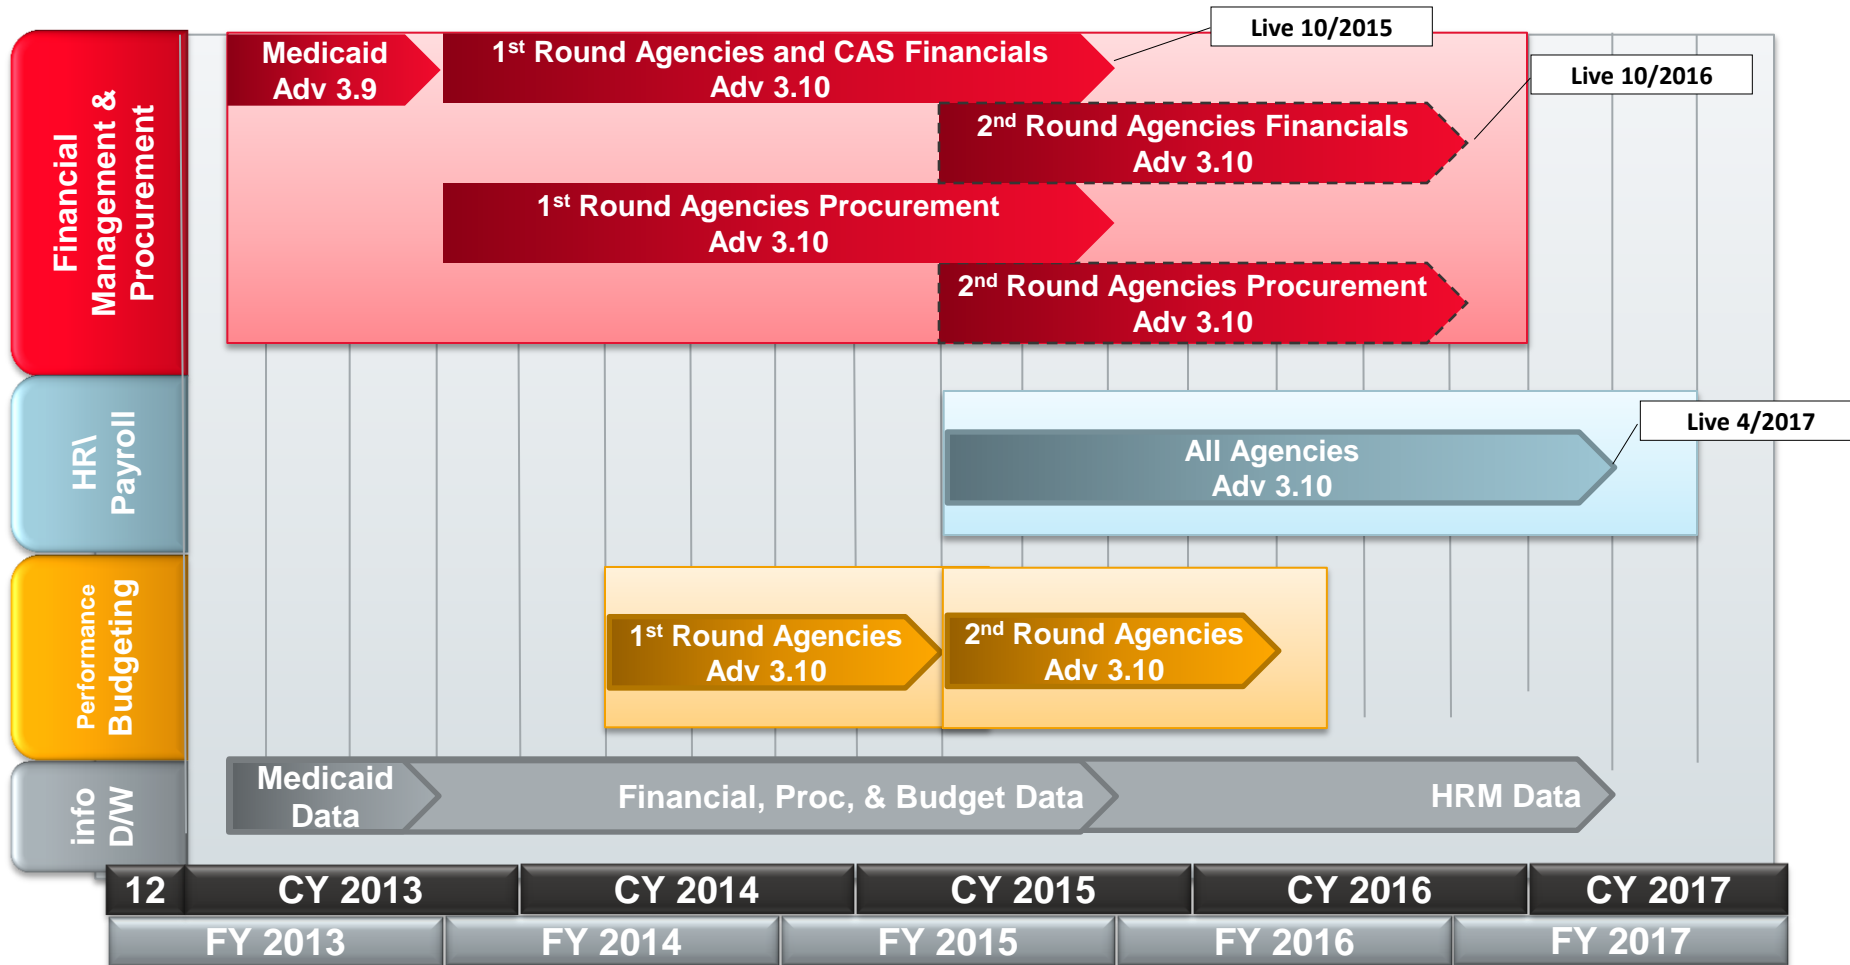 Financial
Management &
Procurement
Medicaid
Adv 3.9
1st Round Agencies and CAS Financials
Adv 3.10
Live 10/2015
Live 10/2016
2nd Round Agencies Financials
Adv 3.10
1st Round Agencies Procurement
Adv 3.10
2nd Round Agencies Procurement
Adv 3.10
HR\
Payroll
All Agencies
Adv 3.10
Live 4/2017
Performance
Budgeting
1st Round Agencies
Adv 3.10
2nd Round Agencies
Adv 3.10
info
D/W
Medicaid
Data
Financial, Proc, & Budget Data
HRM Data
12 CY 2013 CY 2014 CY 2015 CY 2016 CY 2017
FY 2013 FY 2014 FY 2015 FY 2016 FY 2017